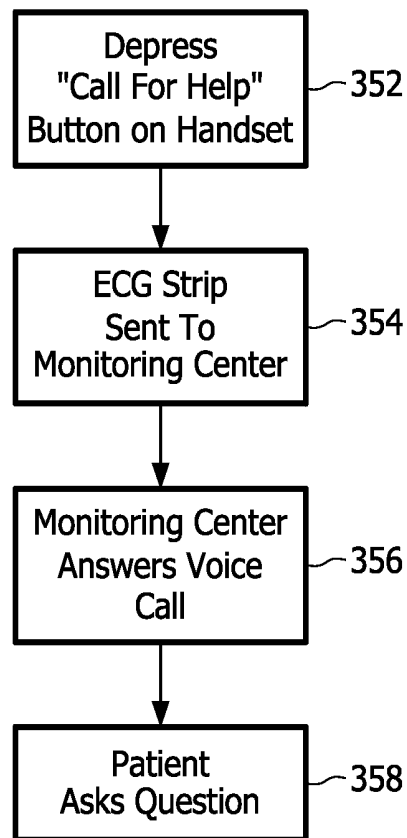 Depress
"Call For Help"
Button on Handset
352
ECG Strip
Sent To
Monitoring Center
354
Monitoring Center
Answers Voice
Call
356
Patient
Asks Question
358